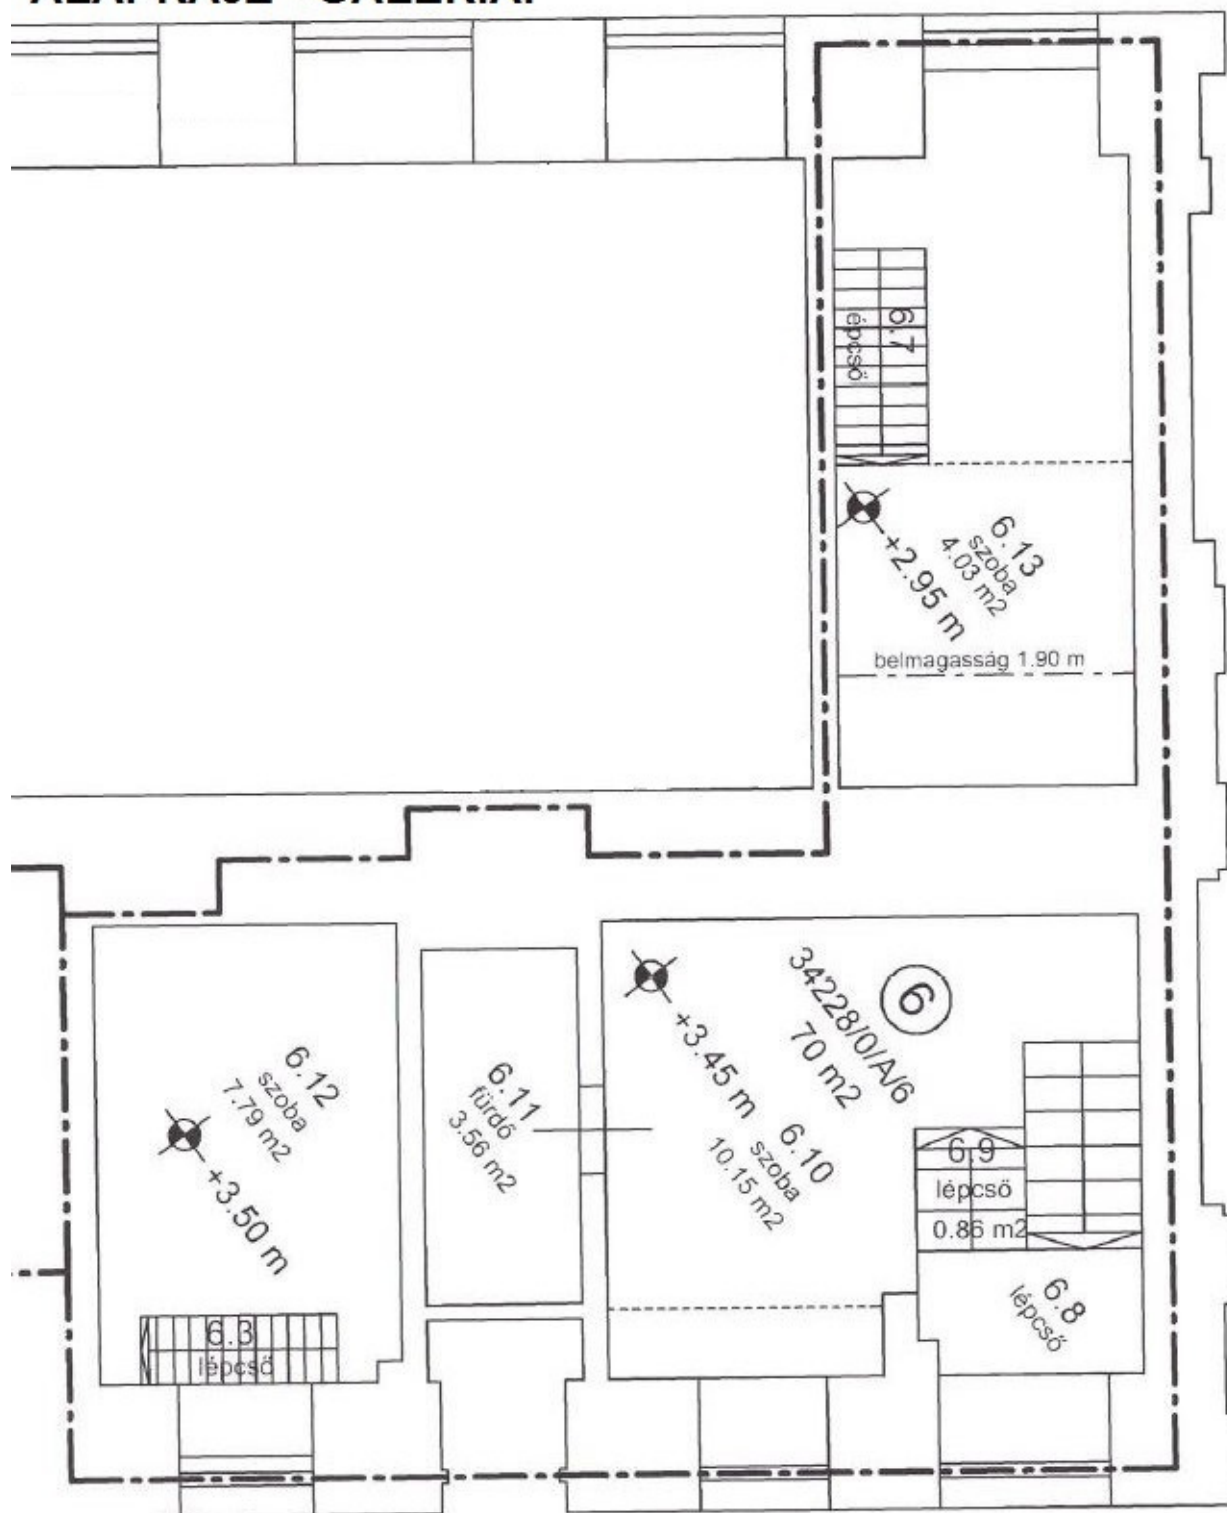 6.7
lépcső
6.13
szoba
4.03 m2
+2.95 m
belmagasság 1.90 m
34228/0/A/6
70 m2
6
+3.45 m
6.12
szoba
7.79 m2
+3.50 m
6.11
fürdő
3.56 m2
6.10
szoba
10.15 m2
6.9
lépcső
0.86 m2
6.8
lépcső
6.3
lépcső